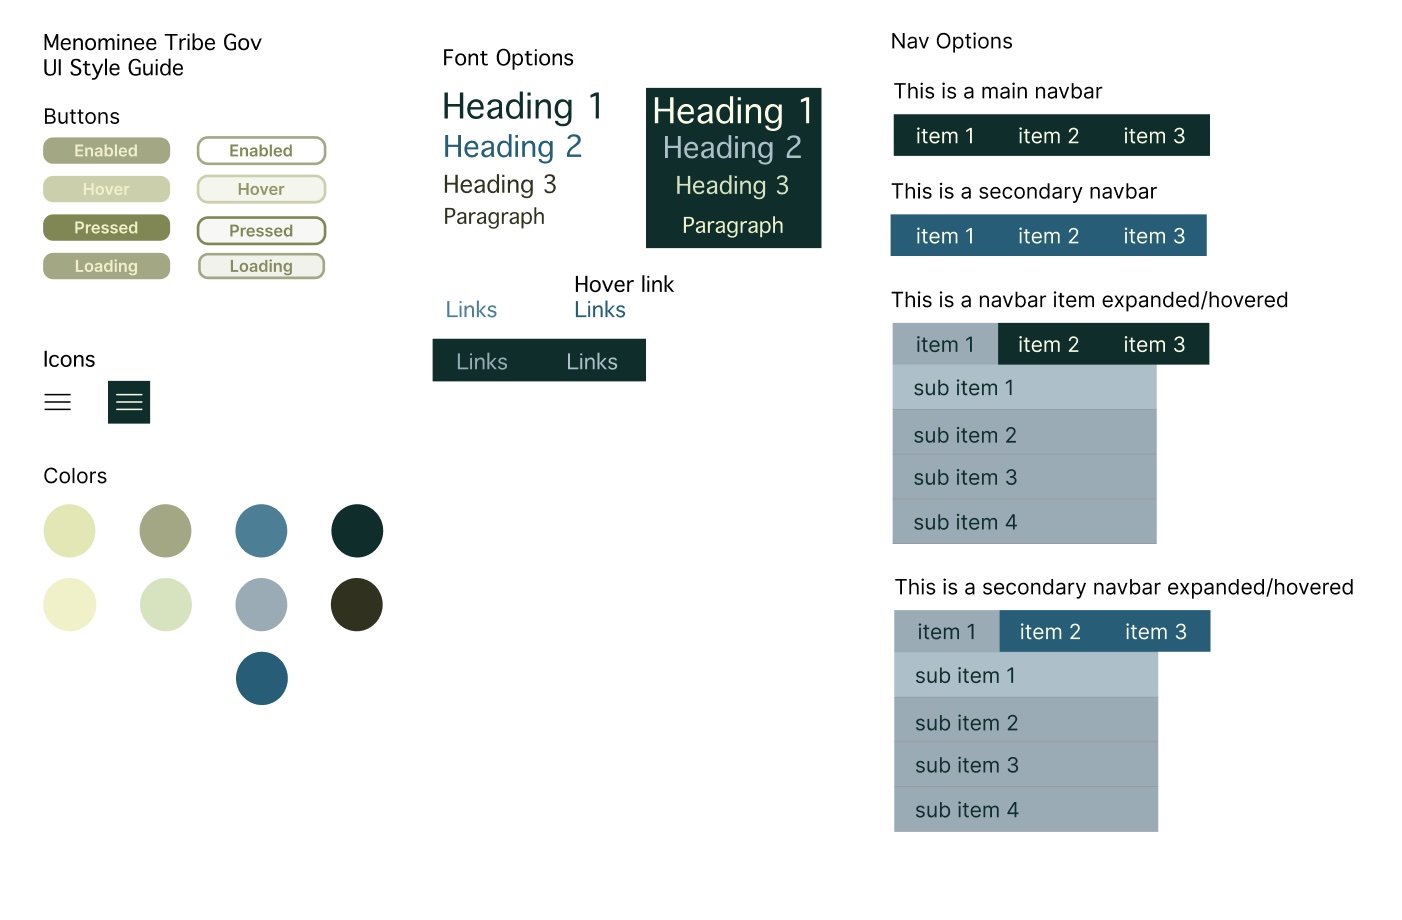 Menominee Tribe Gov
UI Style Guide
Buttons
Enabled
Enabled
Hover
Hover
Pressed
Pressed
Loading
Loading
Icons
Colors
Font Options
Heading 1
Heading 2
Heading 3
Paragraph
Heading 1
Heading 2
Heading 3
Paragraph
Hover link
Links
Links
Links
Links
Nav Options
This is a main navbar
item 1 item 2 item 3
This is a secondary navbar
item 1 item 2 item 3
This is a navbar item expanded/hovered
item 1 item 2 item 3
sub item 1
sub item 2
sub item 3
sub item 4
This is a secondary navbar expanded/hovered
item 1 item 2 item 3
sub item 1
sub item 2
sub item 3
sub item 4